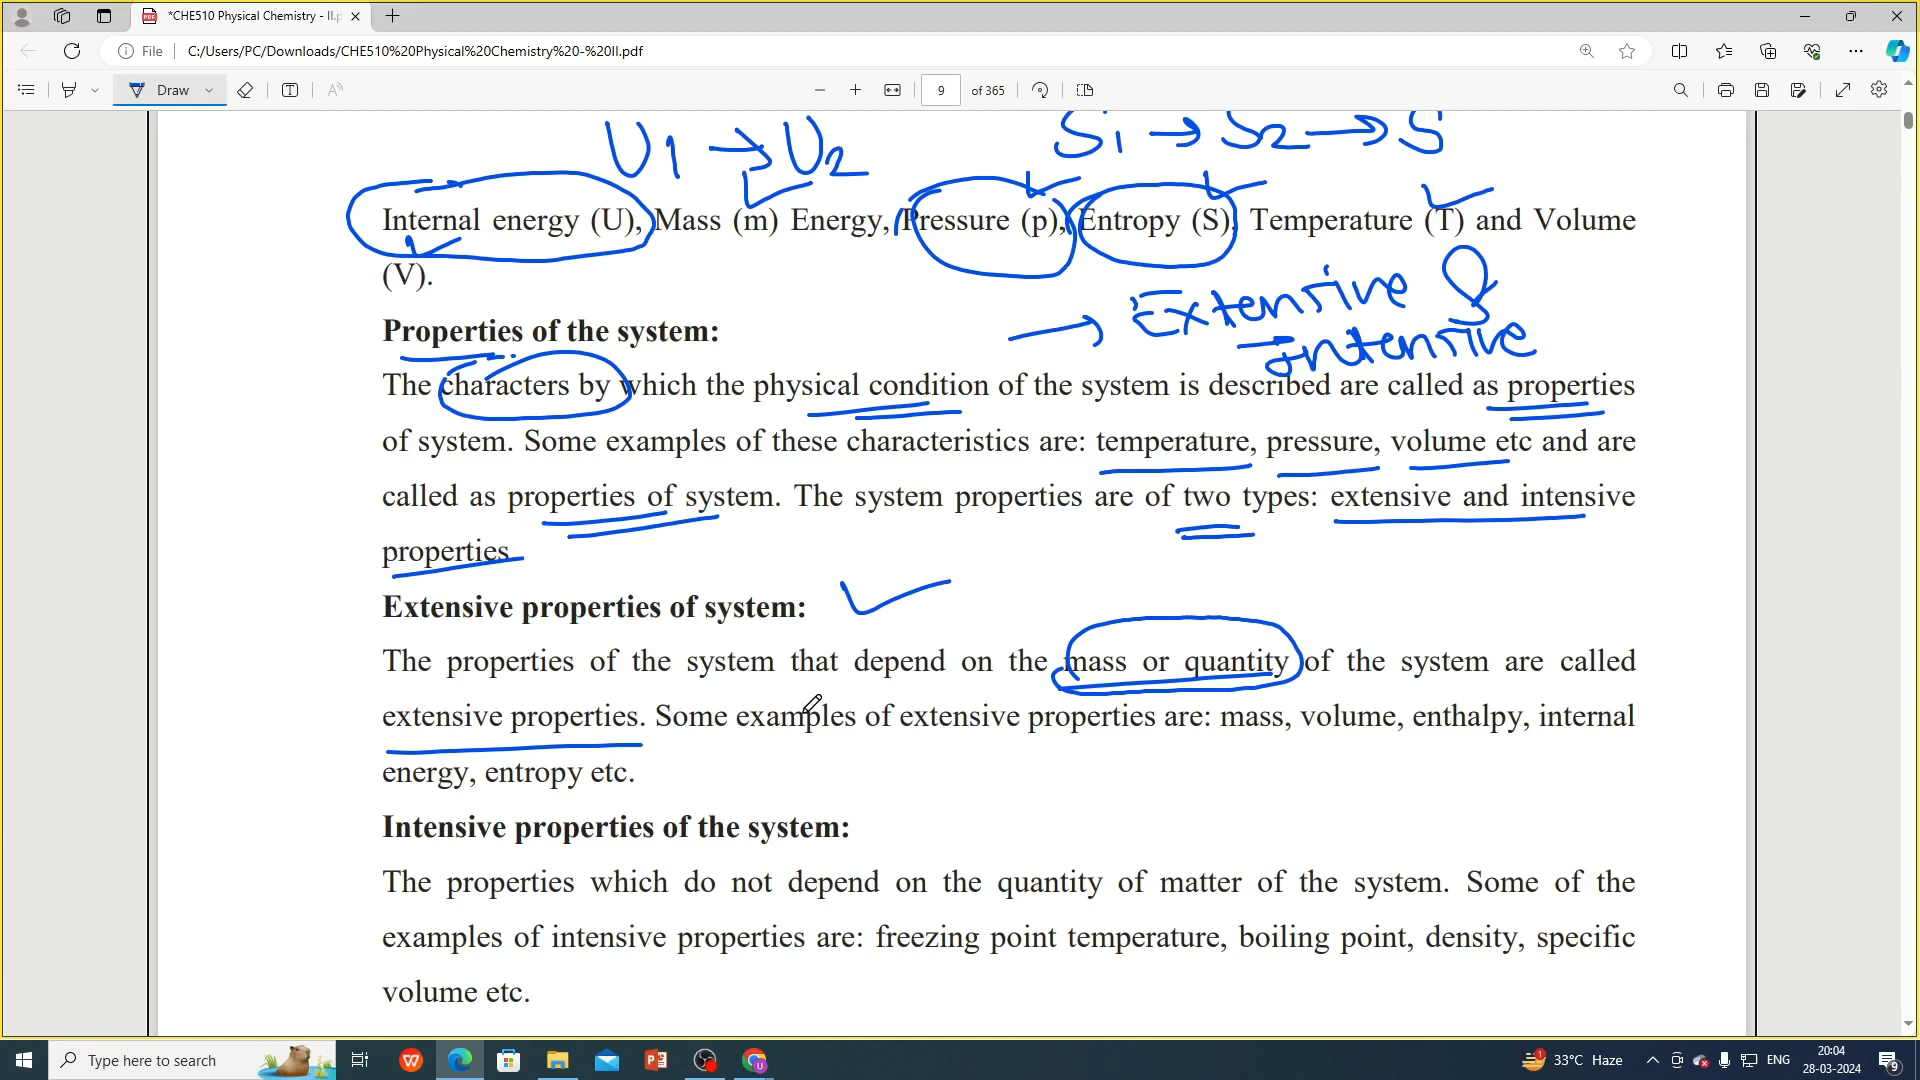 *CHE510 Physical Chemistry - II.p
File
C:/Users/PC/Downloads/CHE510%20Physical%20Chemistry%20-%20II.pdf
Draw
9 of 365
U1 → U2
S1 → S2 → S
Internal energy (U), Mass (m) Energy, Pressure (p), Entropy (S), Temperature (T) and Volume
(V).
→ Extensive &
Intensive
Properties of the system:
The characters by which the physical condition of the system is described are called as properties
of system. Some examples of these characteristics are: temperature, pressure, volume etc and are
called as properties of system. The system properties are of two types: extensive and intensive
properties
Extensive properties of system:
The properties of the system that depend on the mass or quantity of the system are called
extensive properties. Some examples of extensive properties are: mass, volume, enthalpy, internal
energy, entropy etc.
Intensive properties of the system:
The properties which do not depend on the quantity of matter of the system. Some of the
examples of intensive properties are: freezing point temperature, boiling point, density, specific
volume etc.
Type here to search
33°C Haze
ENG
20:04
28-03-2024